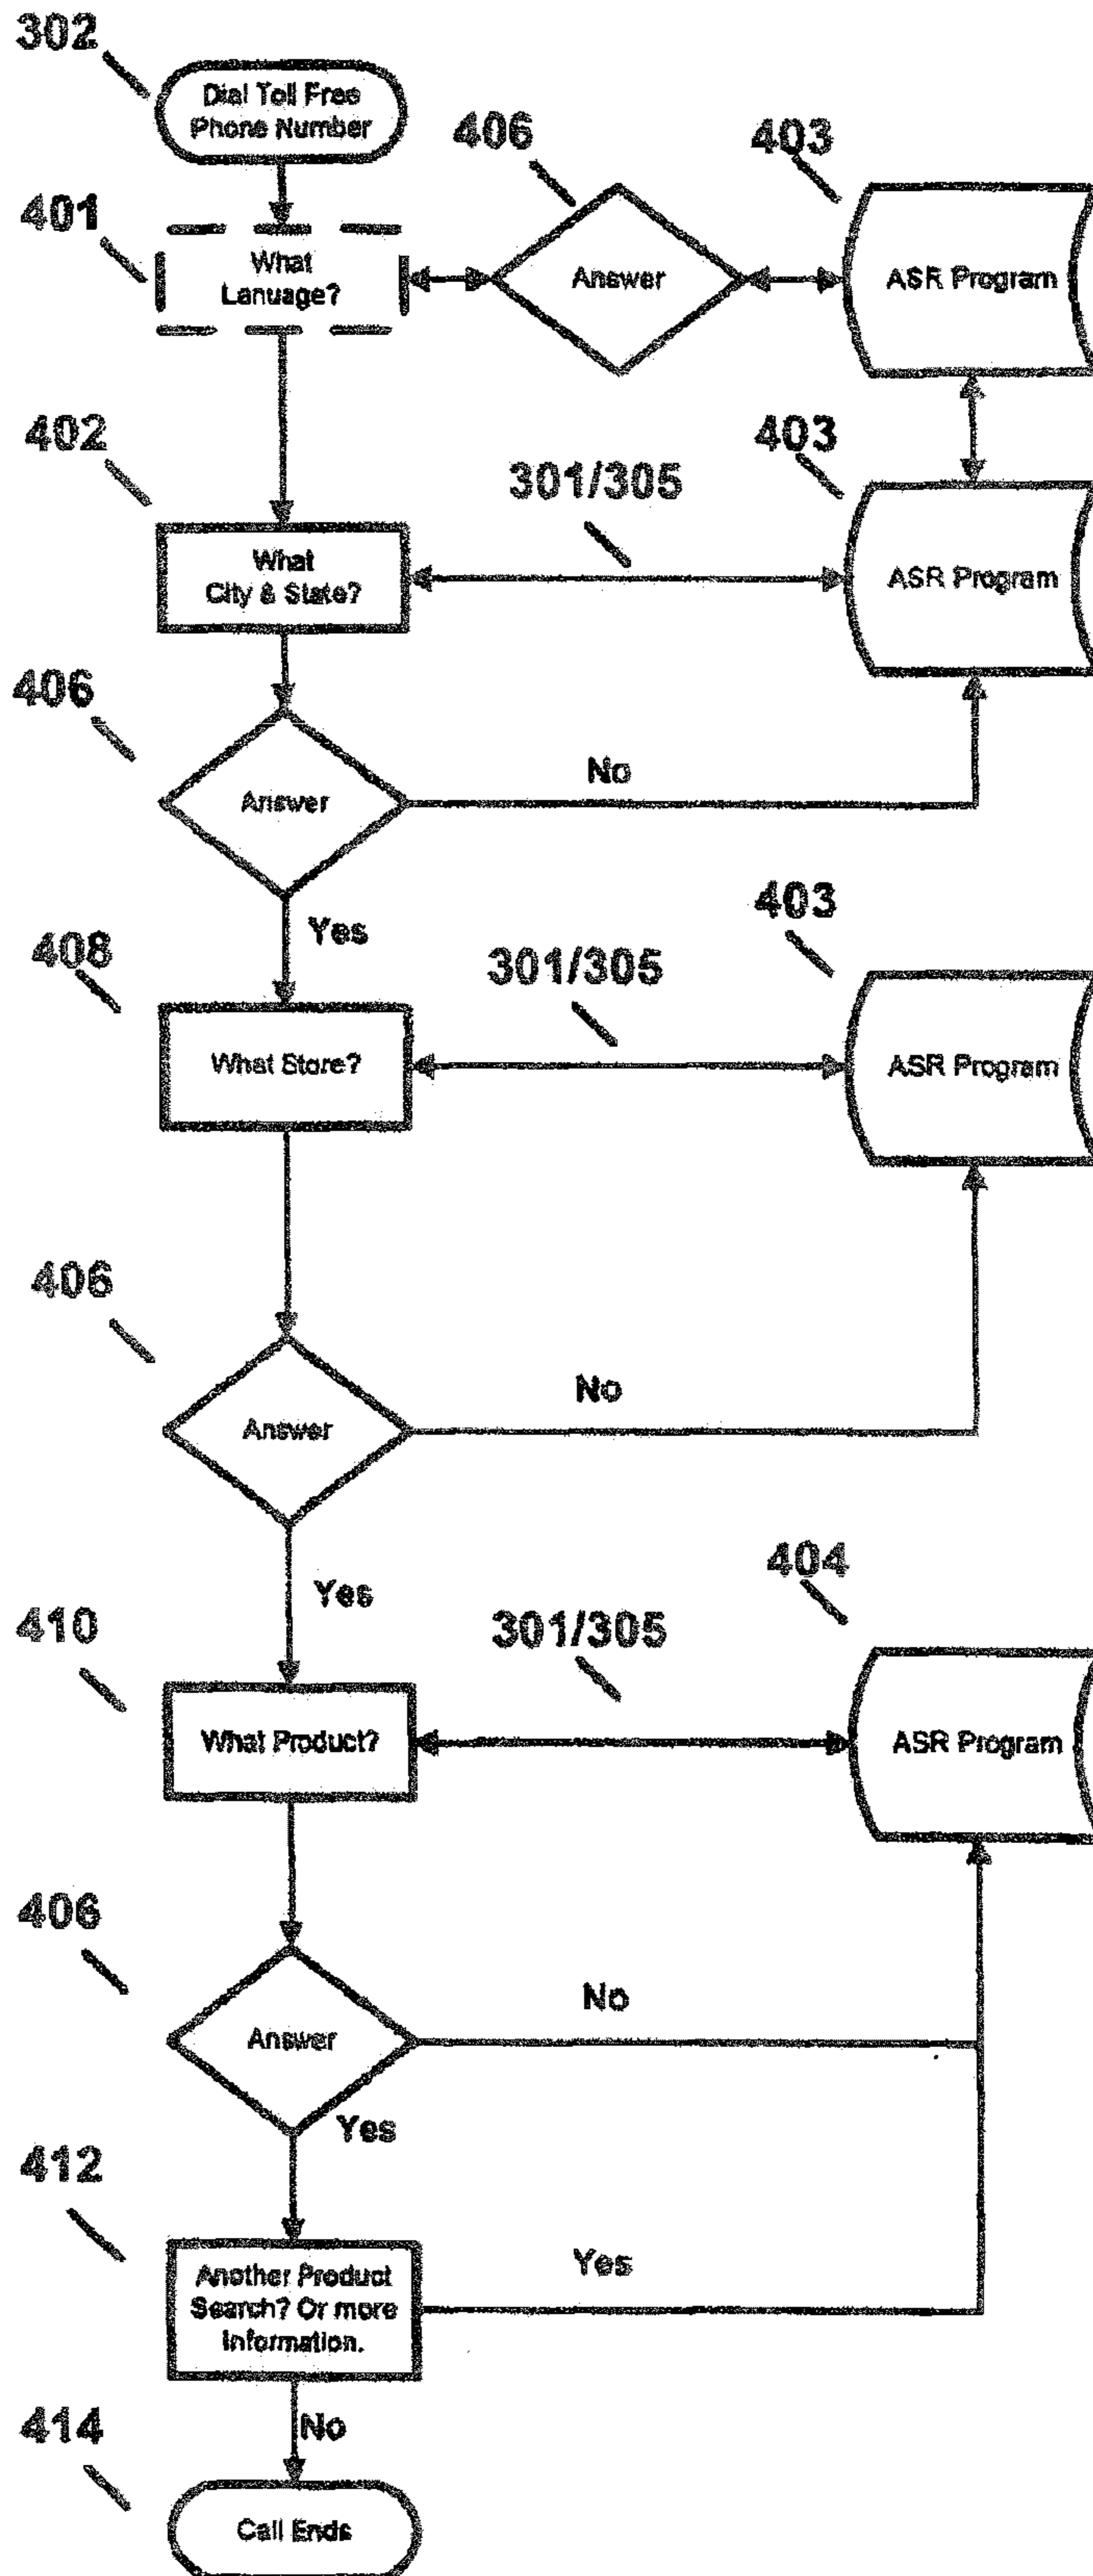 302
Dial Toll Free
Phone Number
406
403
401
What
Lanuage?
Answer
ASR Program
402
301/305
403
What
City & State?
ASR Program
406
Answer
No
Yes
403
408
301/305
What Store?
ASR Program
406
Answer
No
Yes
404
410
301/305
What Product?
ASR Program
406
Answer
No
Yes
412
Another Product
Search? Or more
Information.
Yes
No
414
Call Ends